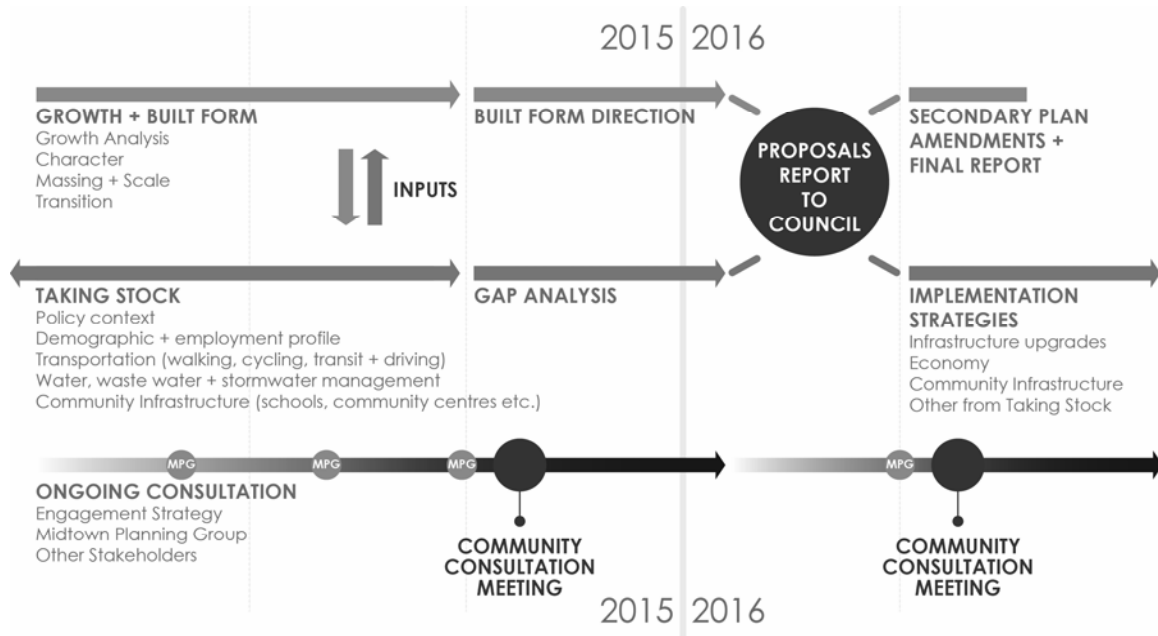 2015 2016
GROWTH + BUILT FORM
Growth Analysis
Character
Massing + Scale
Transition
INPUTS
BUILT FORM DIRECTION
PROPOSALS
REPORT
TO
COUNCIL
SECONDARY PLAN
AMENDMENTS +
FINAL REPORT
TAKING STOCK
Policy context
Demographic + employment profile
Transportation (walking, cycling, transit + driving)
Water, waste water + stormwater management
Community Infrastructure (schools, community centres etc.)
GAP ANALYSIS
IMPLEMENTATION
STRATEGIES
Infrastructure upgrades
Economy
Community Infrastructure
Other from Taking Stock
MPG
MPG
MPG
MPG
ONGOING CONSULTATION
Engagement Strategy
Midtown Planning Group
Other Stakeholders
COMMUNITY
CONSULTATION
MEETING
COMMUNITY
CONSULTATION
MEETING
2015 2016